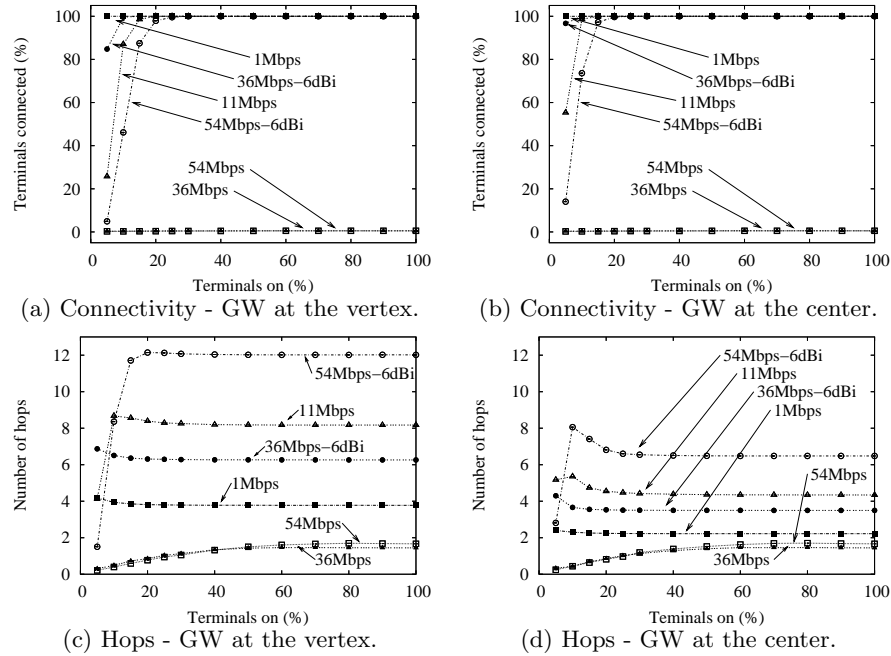 100
80
60
40
20
0
Terminals connected (%)
1Mbps
36Mbps−6dBi
11Mbps
54Mbps−6dBi
54Mbps
36Mbps
0 20 40 60 80 100
Terminals on (%)
(a) Connectivity - GW at the vertex.
100
80
60
40
20
0
Terminals connected (%)
1Mbps
36Mbps−6dBi
11Mbps
54Mbps−6dBi
54Mbps
36Mbps
0 20 40 60 80 100
Terminals on (%)
(b) Connectivity - GW at the center.
12
10
8
6
4
2
0
Number of hops
54Mbps−6dBi
11Mbps
36Mbps−6dBi
1Mbps
54Mbps
36Mbps
0 20 40 60 80 100
Terminals on (%)
(c) Hops - GW at the vertex.
12
10
8
6
4
2
0
Number of hops
54Mbps−6dBi
11Mbps
36Mbps−6dBi
1Mbps
54Mbps
36Mbps
0 20 40 60 80 100
Terminals on (%)
(d) Hops - GW at the center.